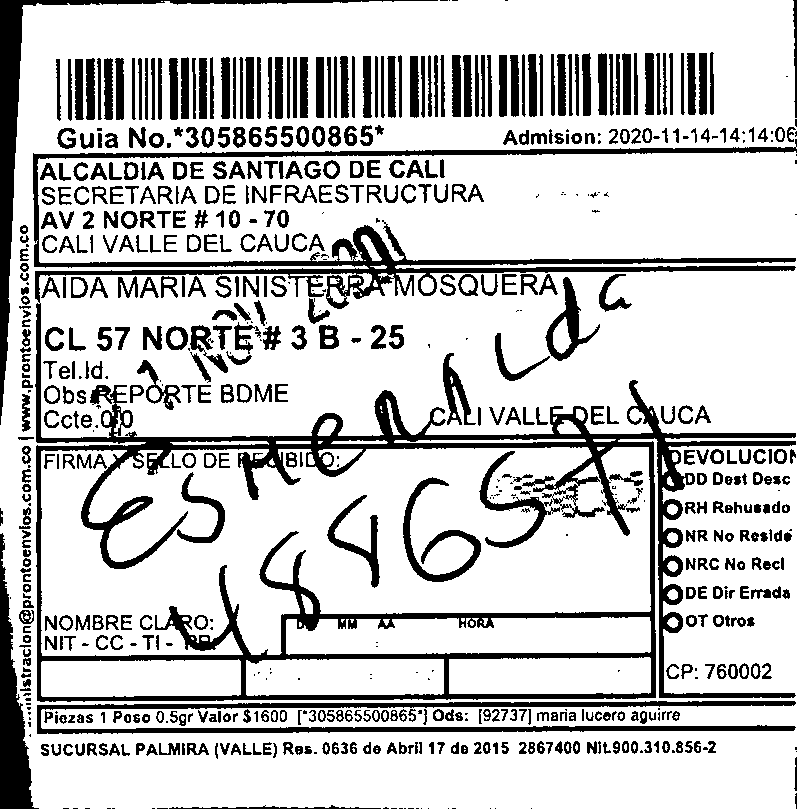 Guia No.*305865500865*
Admision: 2020-11-14-14:14:06
ALCALDIA DE SANTIAGO DE CALI
SECRETARIA DE INFRAESTRUCTURA
AV 2 NORTE # 10 - 70
CALI VALLE DEL CAUCA
AIDA MARIA SINISTERRA MOSQUERA
CL 57 NORTE # 3 B - 25
Tel.Id.
Obs.REPORTE BDME
Ccte.0/0
CALI VALLE DEL CAUCA
NOV
Esmerilda
FIRMA Y SELLO DE RECIBIDO:
DEVOLUCION
DD Dest Desc
RH Rehusado
NR No Reside
NRC No Recl
DE Dir Errada
OT Otros
NOMBRE CLARO:
NIT - CC - TI -
MM AA HORA
CP: 760002
Piezas 1 Peso 0.5gr Valor $1600 [*305865500865*] Ods: [92737] maria lucero aguirre
SUCURSAL PALMIRA (VALLE) Res. 0636 de Abril 17 de 2015 2867400 Nit.900.310.856-2
www.prontoenvios.com.co
@prontoenvios.com.co